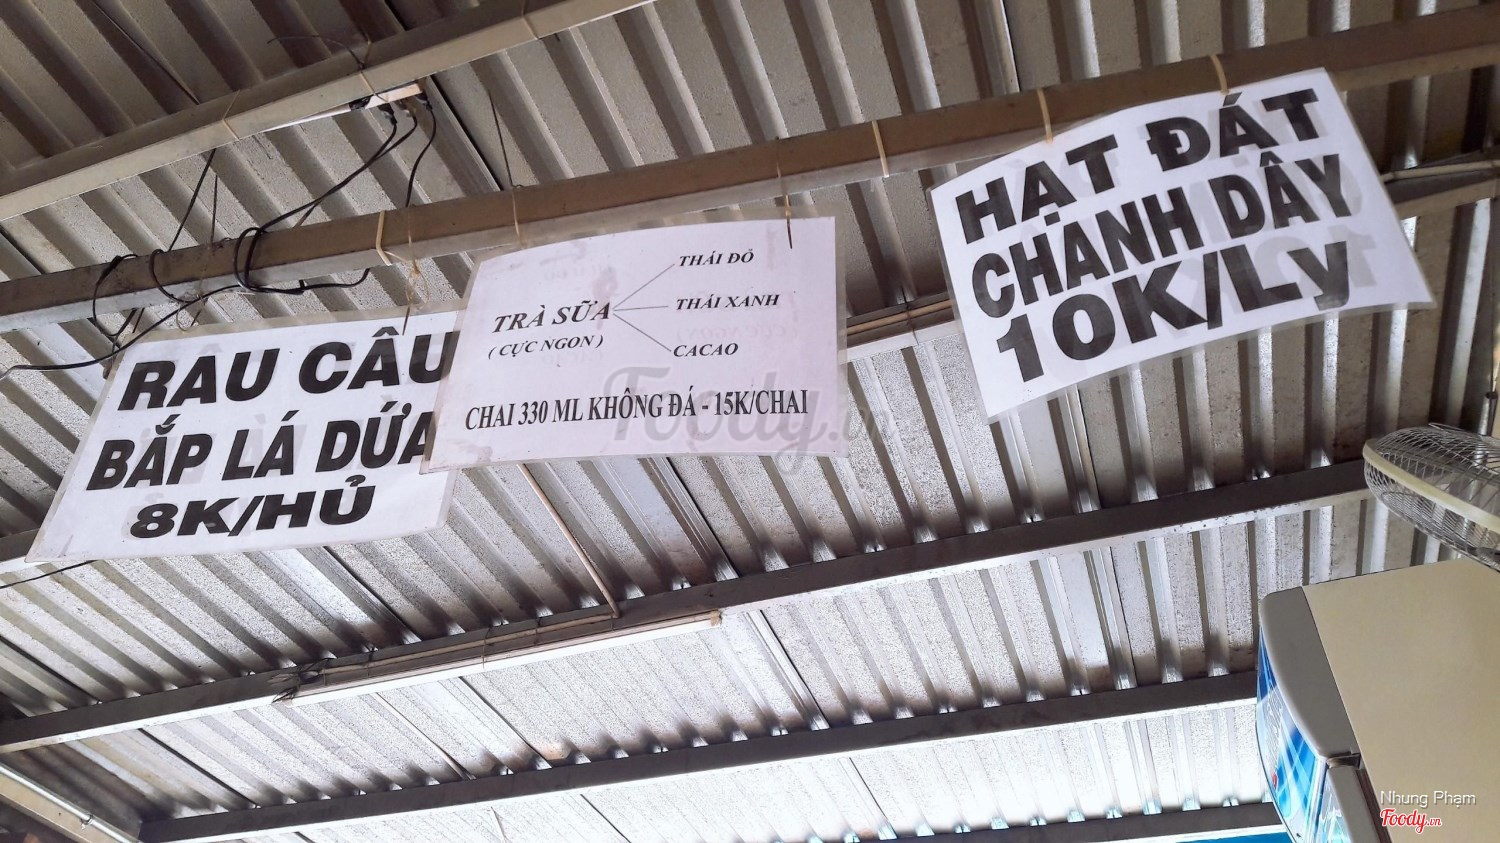 RAU CÂU
BẮP LÁ DỨA
8K/HỦ
TRÀ SỮA
(CỰC NGON)
THÁI ĐỎ
THÁI XANH
CACAO
CHAI 330 ML KHÔNG ĐÁ - 15K/CHAI
HẠT ĐÁT
CHANH DÂY
10K/Ly
Foody.vn
Nhung Phạm
Foody.vn